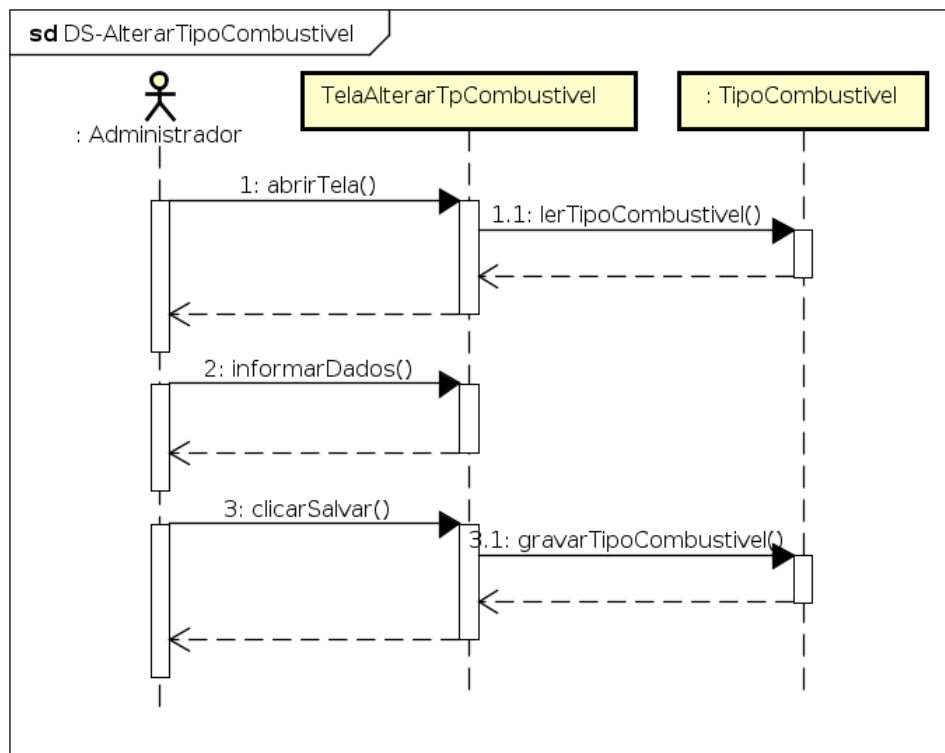 sd DS-AlterarTipoCombustivel
TelaAlterarTpCombustivel
: TipoCombustivel
: Administrador
1: abrirTela()
1.1: lerTipoCombustivel()
2: informarDados()
3: clicarSalvar()
3.1: gravarTipoCombustivel()